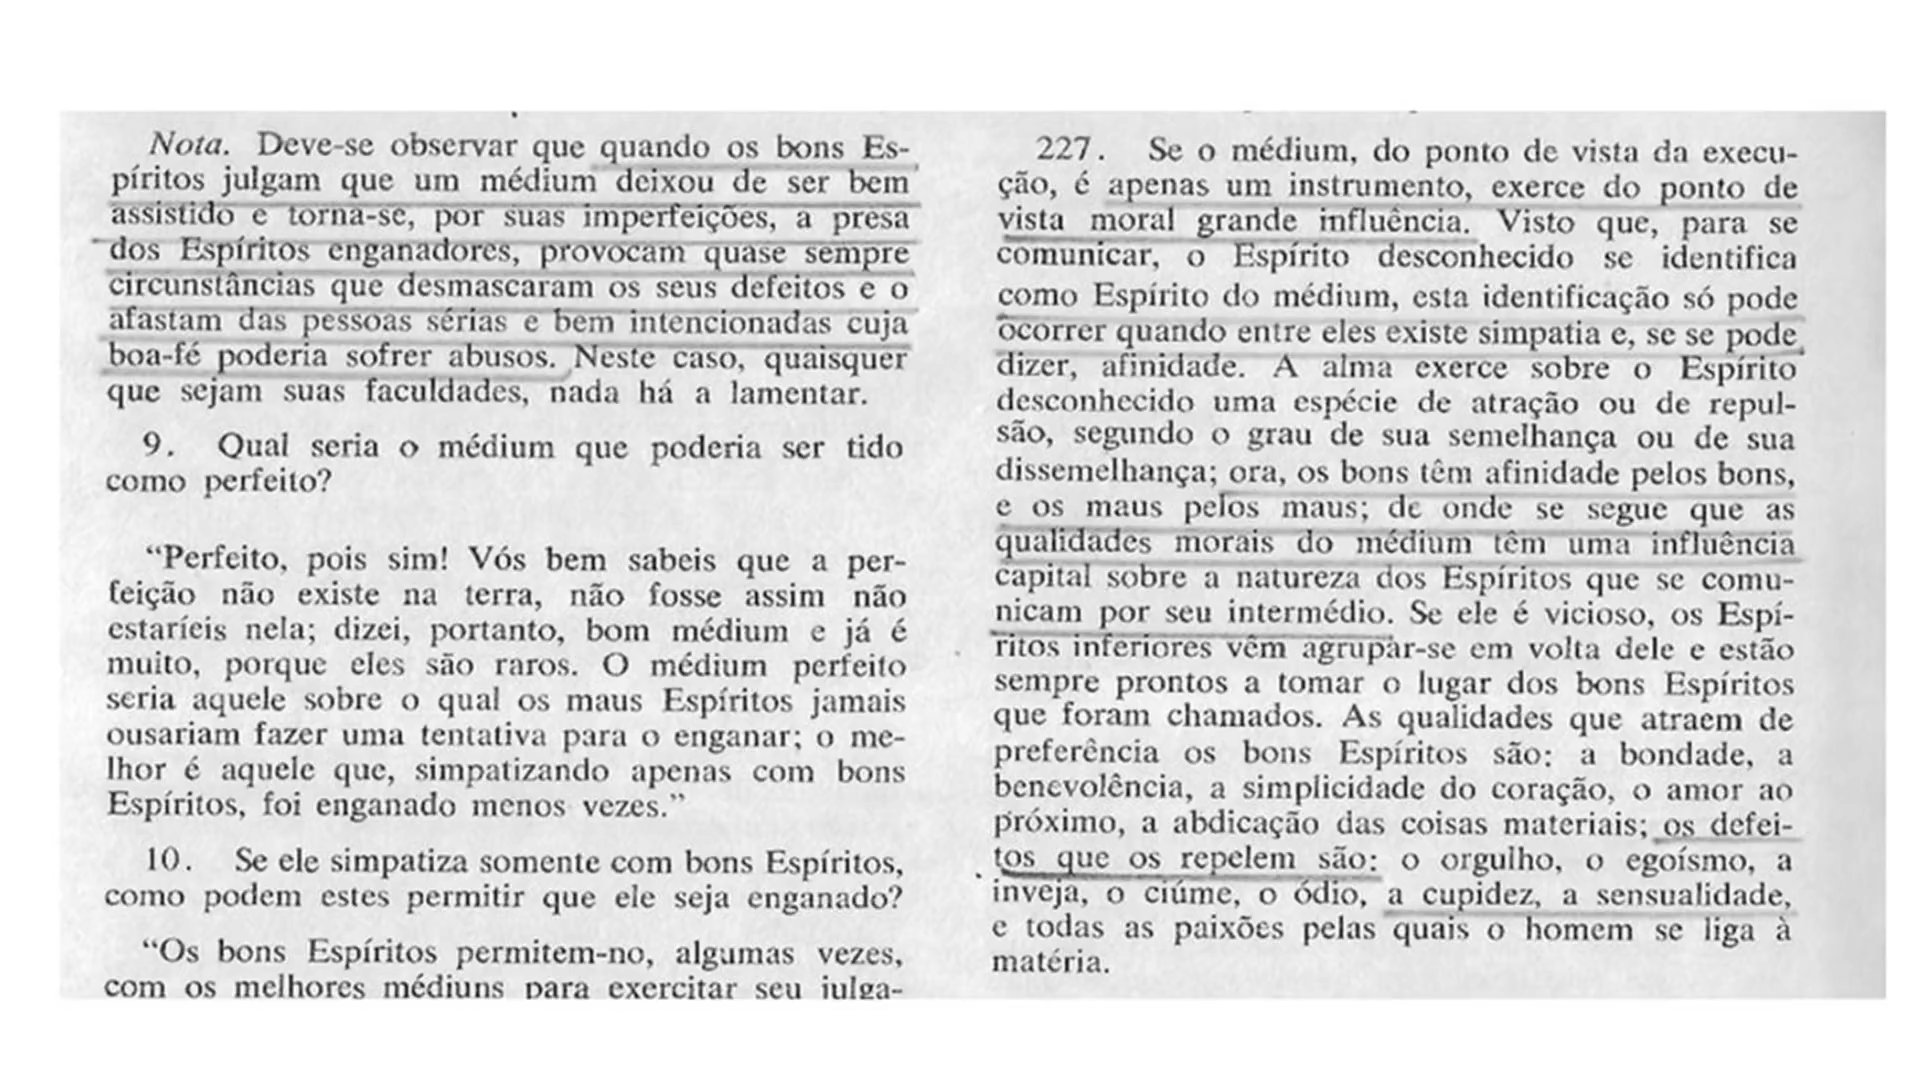 Nota. Deve-se observar que quando os bons Es-
píritos julgam que um médium deixou de ser bem
assistido e torna-se, por suas imperfeições, a presa
dos Espíritos enganadores, provocam quase sempre
circunstâncias que desmascaram os seus defeitos e o
afastam das pessoas sérias e bem intencionadas cuja
boa-fé poderia sofrer abusos. Neste caso, quaisquer
que sejam suas faculdades, nada há a lamentar.
9. Qual seria o médium que poderia ser tido
como perfeito?
“Perfeito, pois sim! Vós bem sabeis que a per-
feição não existe na terra, não fosse assim não
estaríeis nela; dizei, portanto, bom médium e já é
muito, porque eles são raros. O médium perfeito
seria aquele sobre o qual os maus Espíritos jamais
ousariam fazer uma tentativa para o enganar; o me-
lhor é aquele que, simpatizando apenas com bons
Espíritos, foi enganado menos vezes.”
10. Se ele simpatiza somente com bons Espíritos,
como podem estes permitir que ele seja enganado?
“Os bons Espíritos permitem-no, algumas vezes,
com os melhores médiuns para exercitar seu julga-
227. Se o médium, do ponto de vista da execu-
ção, é apenas um instrumento, exerce do ponto de
vista moral grande influência. Visto que, para se
comunicar, o Espírito desconhecido se identifica
como Espírito do médium, esta identificação só pode
ocorrer quando entre eles existe simpatia e, se se pode
dizer, afinidade. A alma exerce sobre o Espírito
desconhecido uma espécie de atração ou de repul-
são, segundo o grau de sua semelhança ou de sua
dissemelhança; ora, os bons têm afinidade pelos bons,
e os maus pelos maus; de onde se segue que as
qualidades morais do médium têm uma influência
capital sobre a natureza dos Espíritos que se comu-
nicam por seu intermédio. Se ele é vicioso, os Espí-
ritos inferiores vêm agrupar-se em volta dele e estão
sempre prontos a tomar o lugar dos bons Espíritos
que foram chamados. As qualidades que atraem de
preferência os bons Espíritos são: a bondade, a
benevolência, a simplicidade do coração, o amor ao
próximo, a abdicação das coisas materiais; os defei-
tos que os repelem são: o orgulho, o egoísmo, a
inveja, o ciúme, o ódio, a cupidez, a sensualidade,
e todas as paixões pelas quais o homem se liga à
matéria.